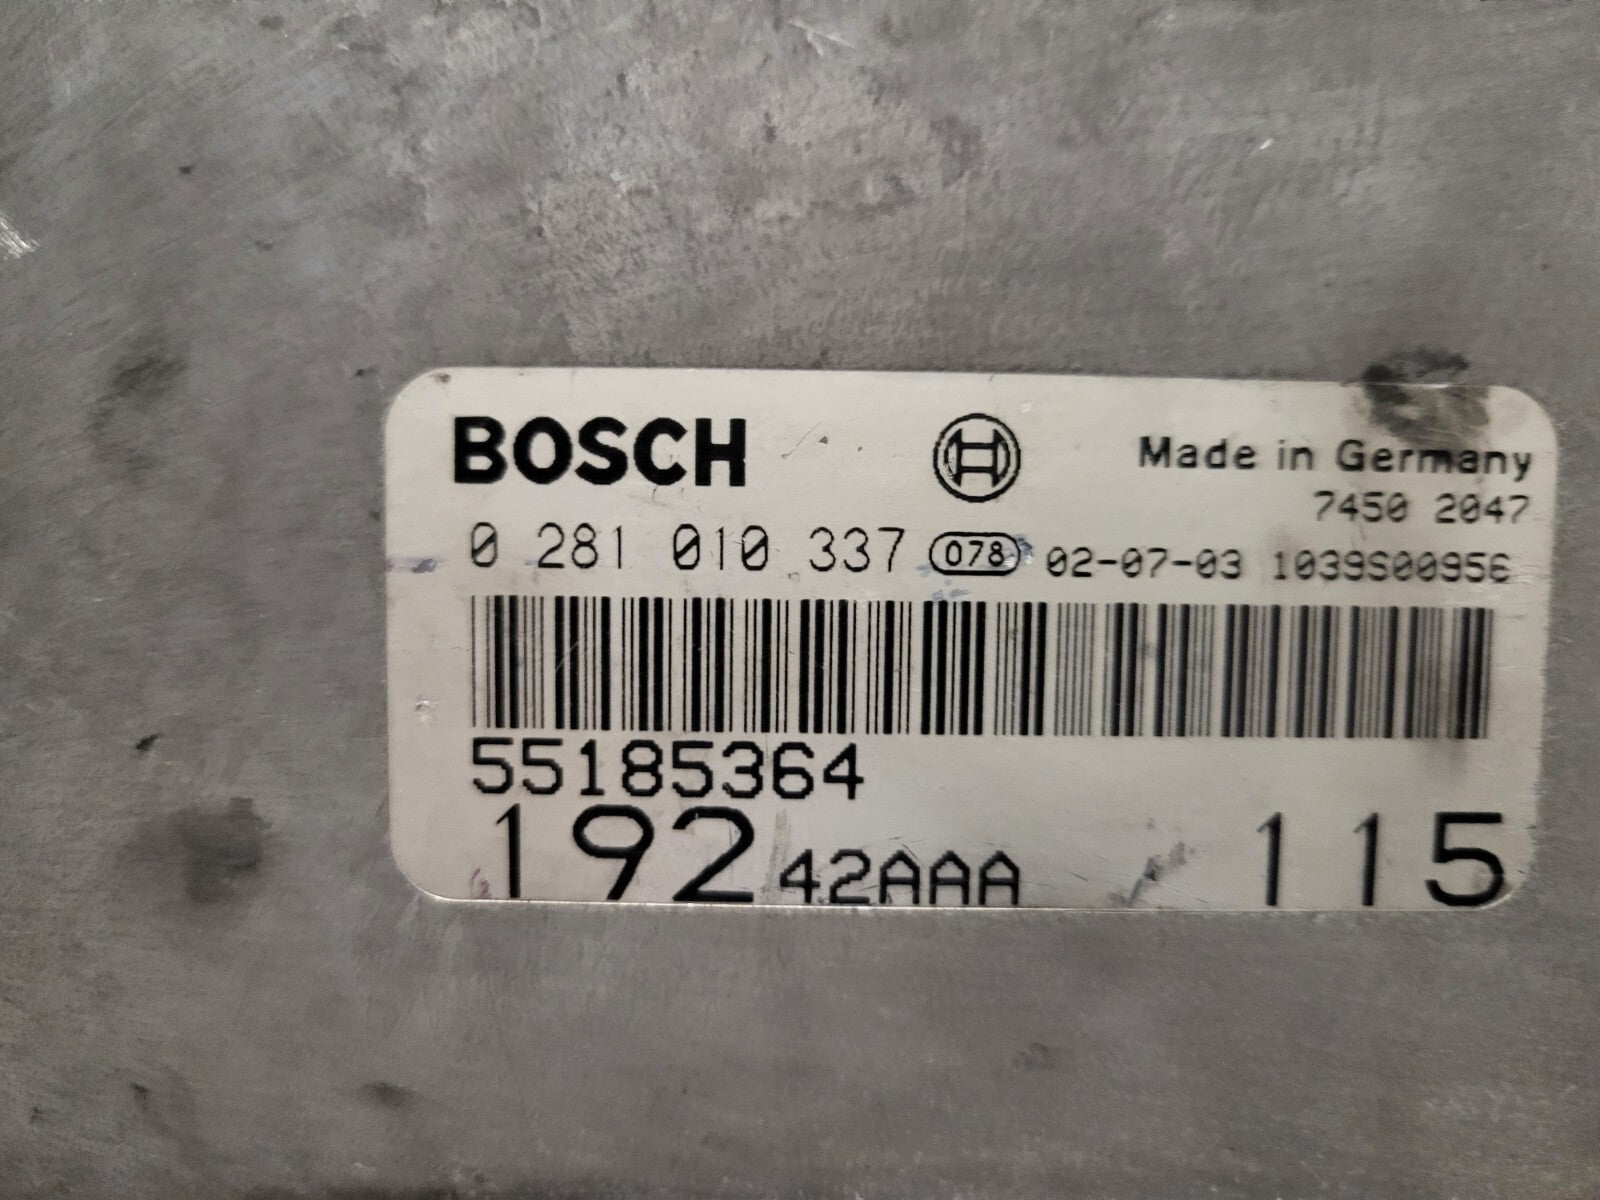 BOSCH Made in Germany
7450 2047
0 281 010 337 078 02-07-03 1039S00956
55185364
192 42AAA 115